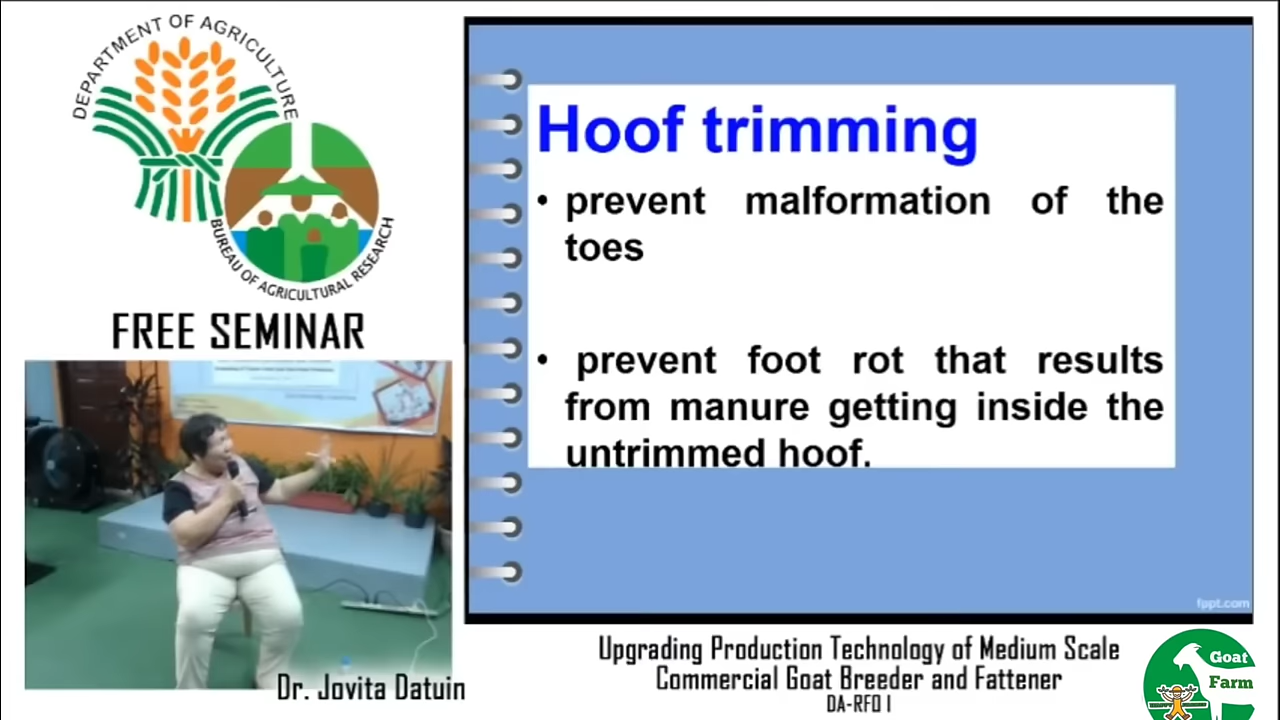 DEPARTMENT OF AGRICULTURE
BUREAU OF AGRICULTURAL RESEARCH
FREE SEMINAR
Dr. Jovita Datuin
Hoof trimming
• prevent malformation of the
toes
• prevent foot rot that results
from manure getting inside the
untrimmed hoof.
fppt.com
Upgrading Production Technology of Medium Scale
Commercial Goat Breeder and Fattener
DA-RFO I
Goat
Farm